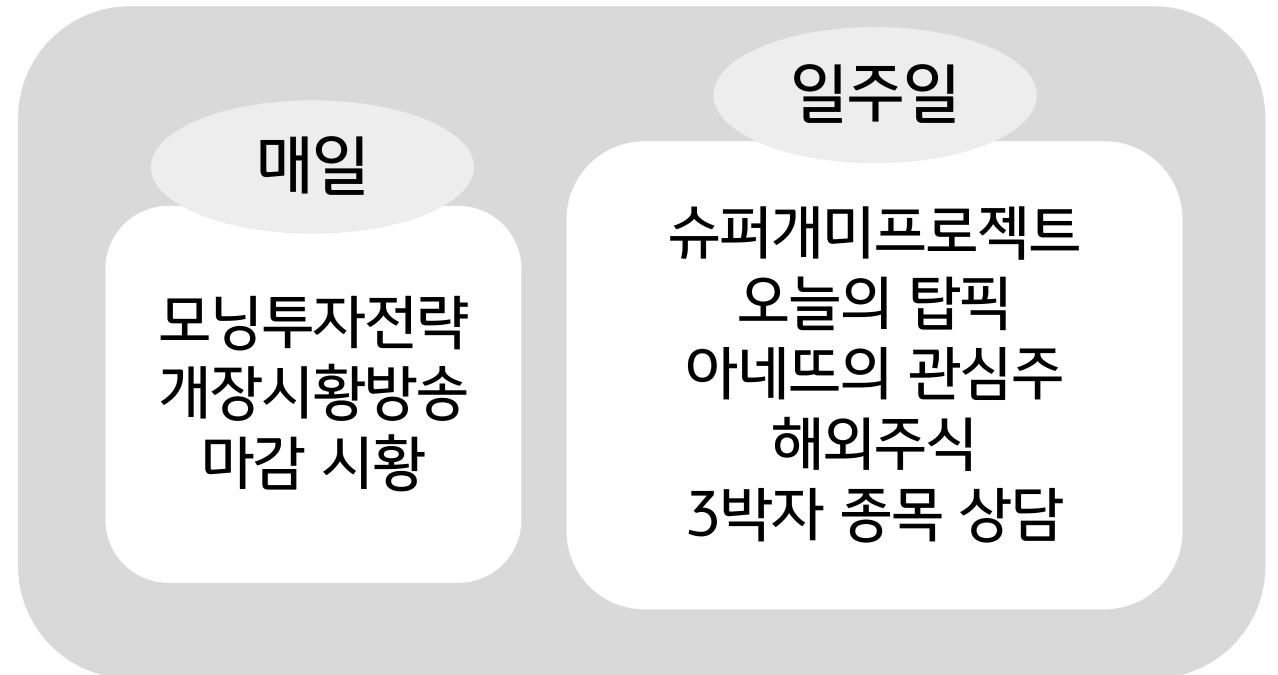 매일
모닝투자전략
개장시황방송
마감 시황
일주일
슈퍼개미프로젝트
오늘의 탑픽
아네뜨의 관심주
해외주식
3박자 종목 상담